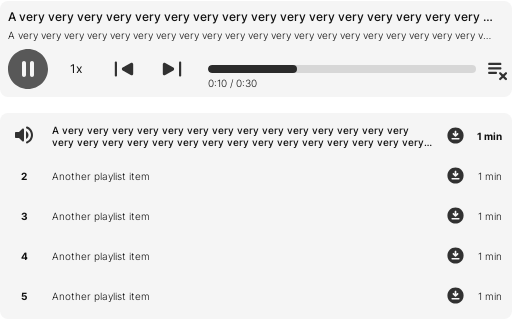 A very very very very very very very very very very very very very very very very ...
A very very very very very very very very very very very very very very very very very very very v...
1x
0:10 / 0:30
A very very very very very very very very very very very very very very
very very very very very very very very very very very very very very very...
1 min
2 Another playlist item 1 min
3 Another playlist item 1 min
4 Another playlist item 1 min
5 Another playlist item 1 min